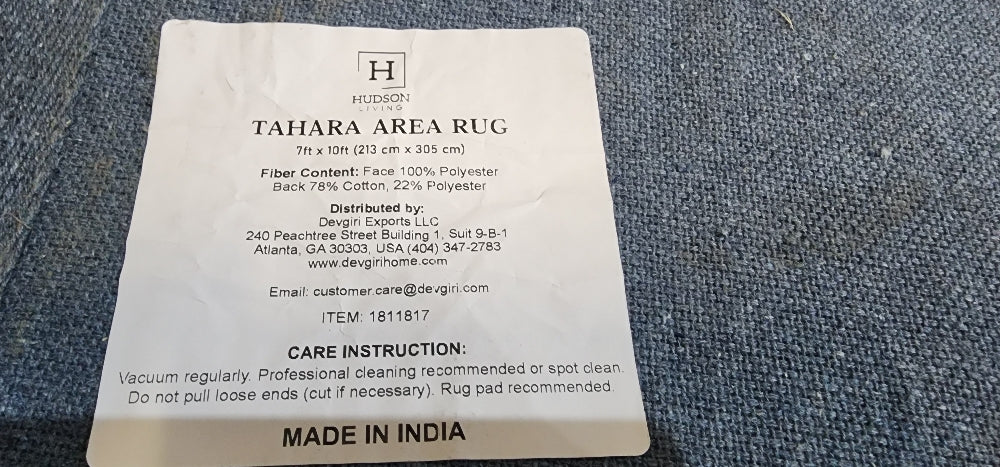 H
HUDSON
LIVING
TAHARA AREA RUG
7ft x 10ft (213 cm x 305 cm)
Fiber Content: Face 100% Polyester
Back 78% Cotton, 22% Polyester
Distributed by:
Devgiri Exports LLC
240 Peachtree Street Building 1, Suit 9-B-1
Atlanta, GA 30303, USA (404) 347-2783
www.devgirihome.com
Email: customer.care@devgiri.com
ITEM: 1811817
CARE INSTRUCTION:
Vacuum regularly. Professional cleaning recommended or spot clean.
Do not pull loose ends (cut if necessary). Rug pad recommended.
MADE IN INDIA